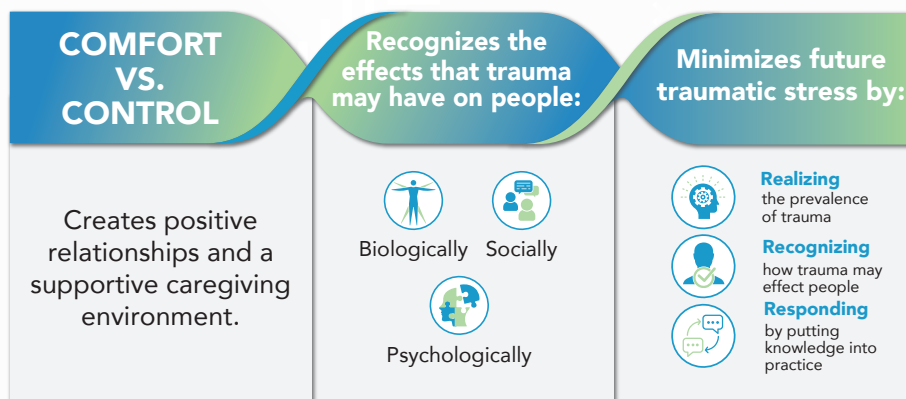 COMFORT
VS.
CONTROL
Creates positive
relationships and a
supportive caregiving
environment.
Recognizes the
effects that trauma
may have on people:
Biologically
Socially
Psychologically
Minimizes future
traumatic stress by:
Realizing
the prevalence
of trauma
Recognizing
how trauma may
effect people
Responding
by putting
knowledge into
practice